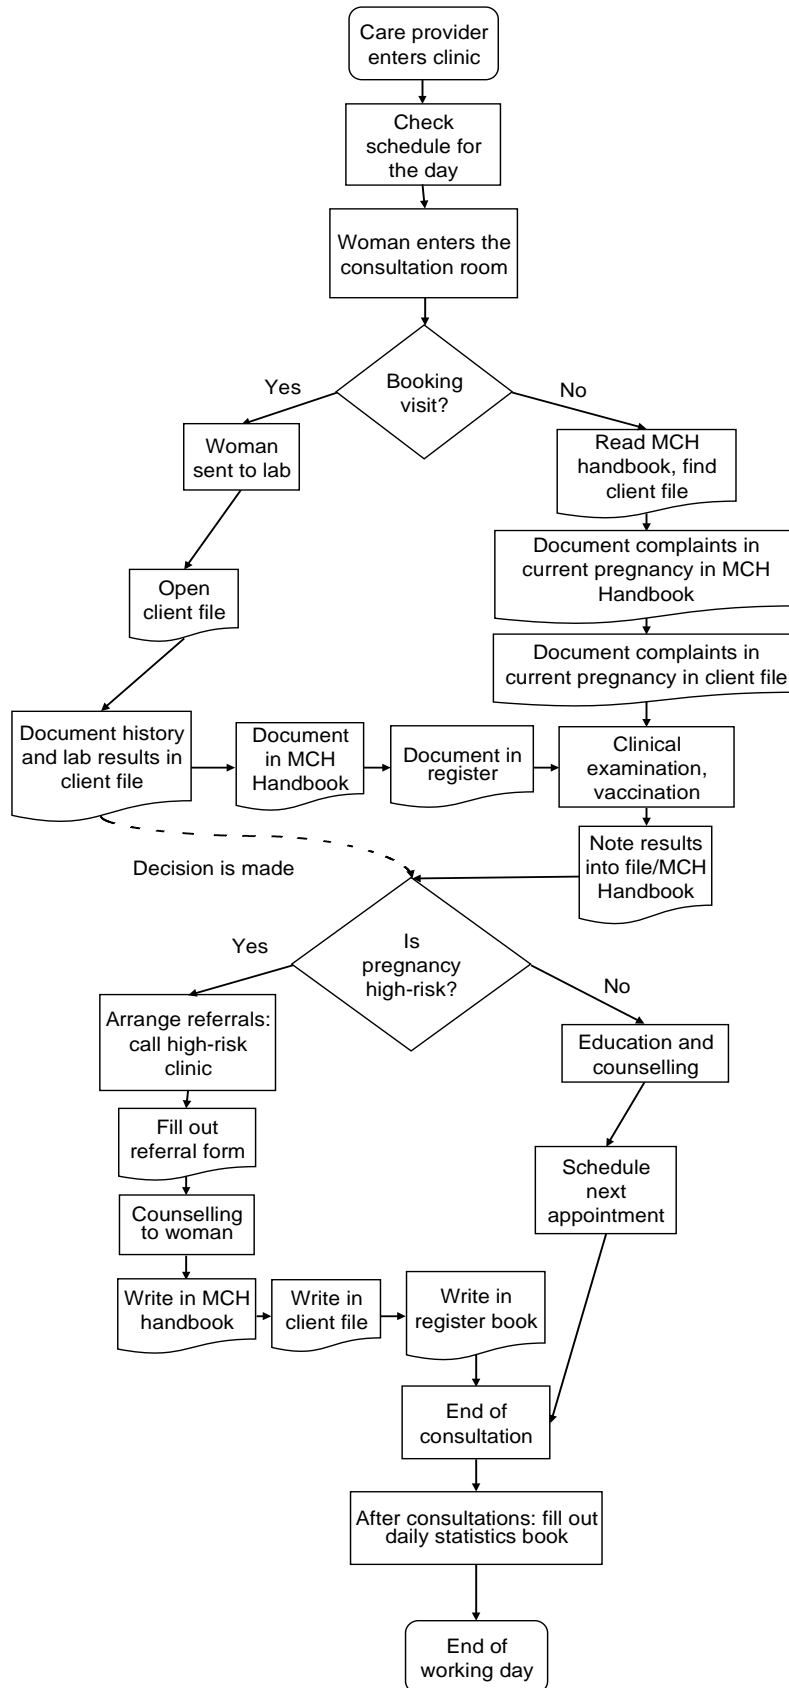 Care provider
enters clinic
Check
schedule for
the day
Woman enters the
consultation room
Booking
visit?
Yes
No
Woman
sent to lab
Read MCH
handbook, find
client file
Document complaints in
current pregnancy in MCH
Handbook
Open
client file
Document complaints in
current pregnancy in client file
Document history
and lab results in
client file
Document
in MCH
Handbook
Document in
register
Clinical
examination,
vaccination
Note results
into file/MCH
Handbook
Decision is made
Is
pregnancy
high-risk?
Yes
No
Arrange referrals:
call high-risk
clinic
Education and
counselling
Fill out
referral form
Schedule
next
appointment
Counselling
to woman
Write in MCH
handbook
Write in
client file
Write in
register book
End of
consultation
After consultations: fill out
daily statistics book
End of
working day